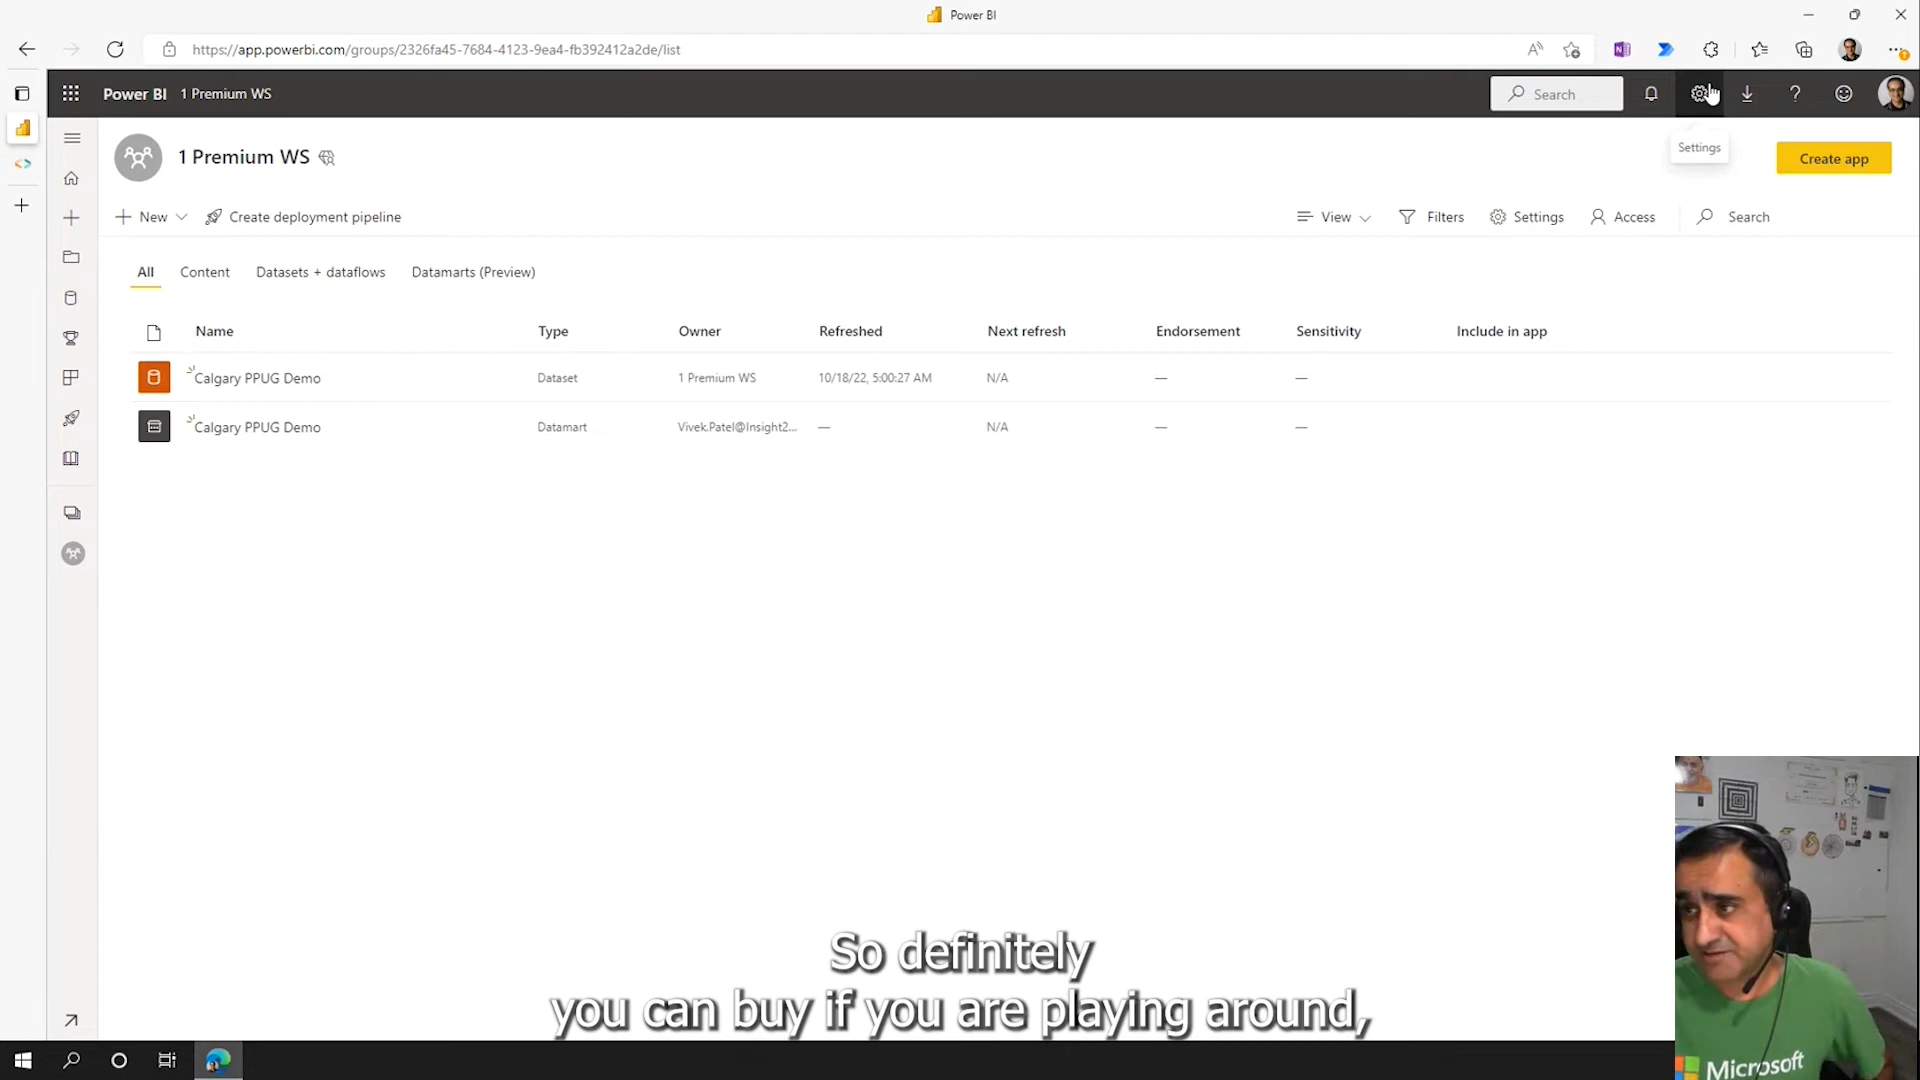 Power BI
https://app.powerbi.com/groups/2326fa45-7684-4123-9ea4-fb392412a2de/list
Power BI 1 Premium WS
Search
1 Premium WS
Settings
Create app
New
Create deployment pipeline
View
Filters
Settings
Access
Search
All Content Datasets + dataflows Datamarts (Preview)
Name Type Owner Refreshed Next refresh Endorsement Sensitivity Include in app
Calgary PPUG Demo Dataset 1 Premium WS 10/18/22, 5:00:27 AM N/A — —
Calgary PPUG Demo Datamart Vivek.Patel@Insight2... — N/A — —
So definitely
you can buy if you are playing around,
Microsoft